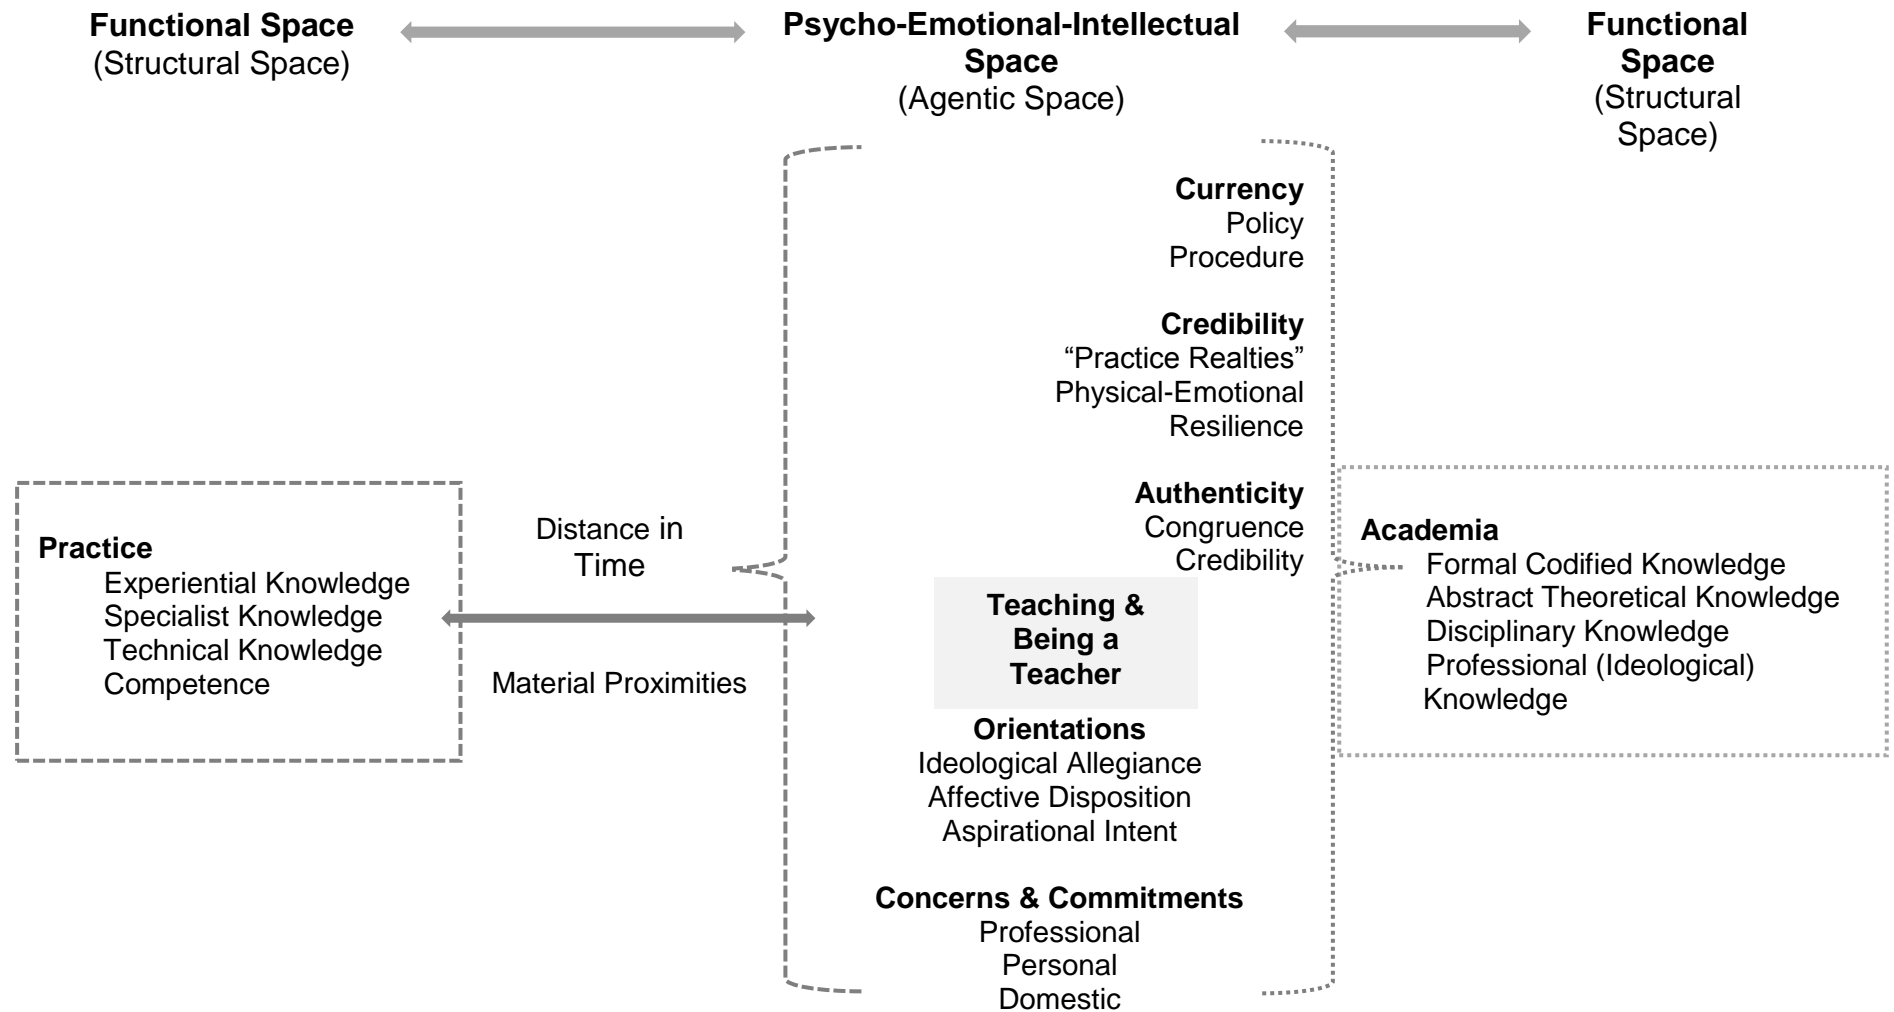 Functional Space
(Structural Space)
Psycho-Emotional-Intellectual
Space
(Agentic Space)
Functional
Space
(Structural
Space)
Currency
Policy
Procedure
Credibility
“Practice Realties”
Physical-Emotional
Resilience
Authenticity
Congruence
Credibility
Practice
Experiential Knowledge
Specialist Knowledge
Technical Knowledge
Competence
Distance in
Time
Material Proximities
Teaching &
Being a
Teacher
Orientations
Ideological Allegiance
Affective Disposition
Aspirational Intent
Concerns & Commitments
Professional
Personal
Domestic
Academia
Formal Codified Knowledge
Abstract Theoretical Knowledge
Disciplinary Knowledge
Professional (Ideological)
Knowledge